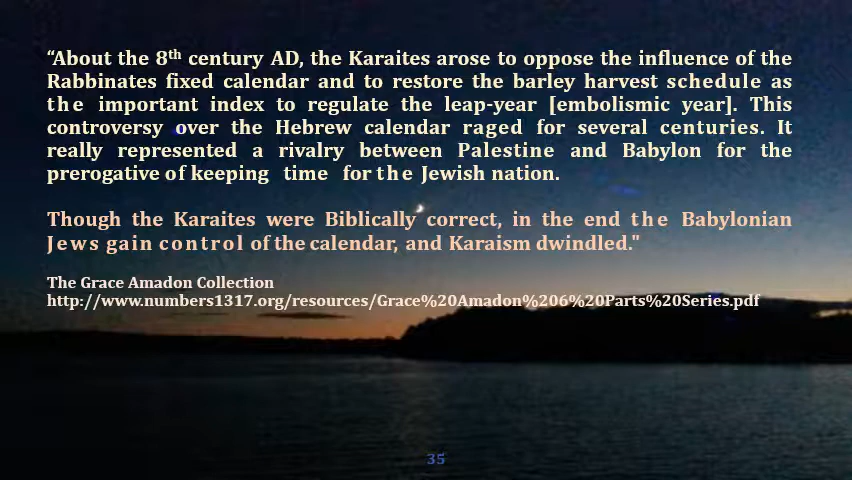 “About the 8th century AD, the Karaites arose to oppose the influence of the
Rabbinates fixed calendar and to restore the barley harvest schedule as
the important index to regulate the leap-year [embolismic year]. This
controversy over the Hebrew calendar raged for several centuries. It
really represented a rivalry between Palestine and Babylon for the
prerogative of keeping time for the Jewish nation.
Though the Karaites were Biblically correct, in the end the Babylonian
Jews gain control of the calendar, and Karaism dwindled."
The Grace Amadon Collection
http://www.numbers1317.org/resources/Grace%20Amadon%206%20Parts%20Series.pdf
35